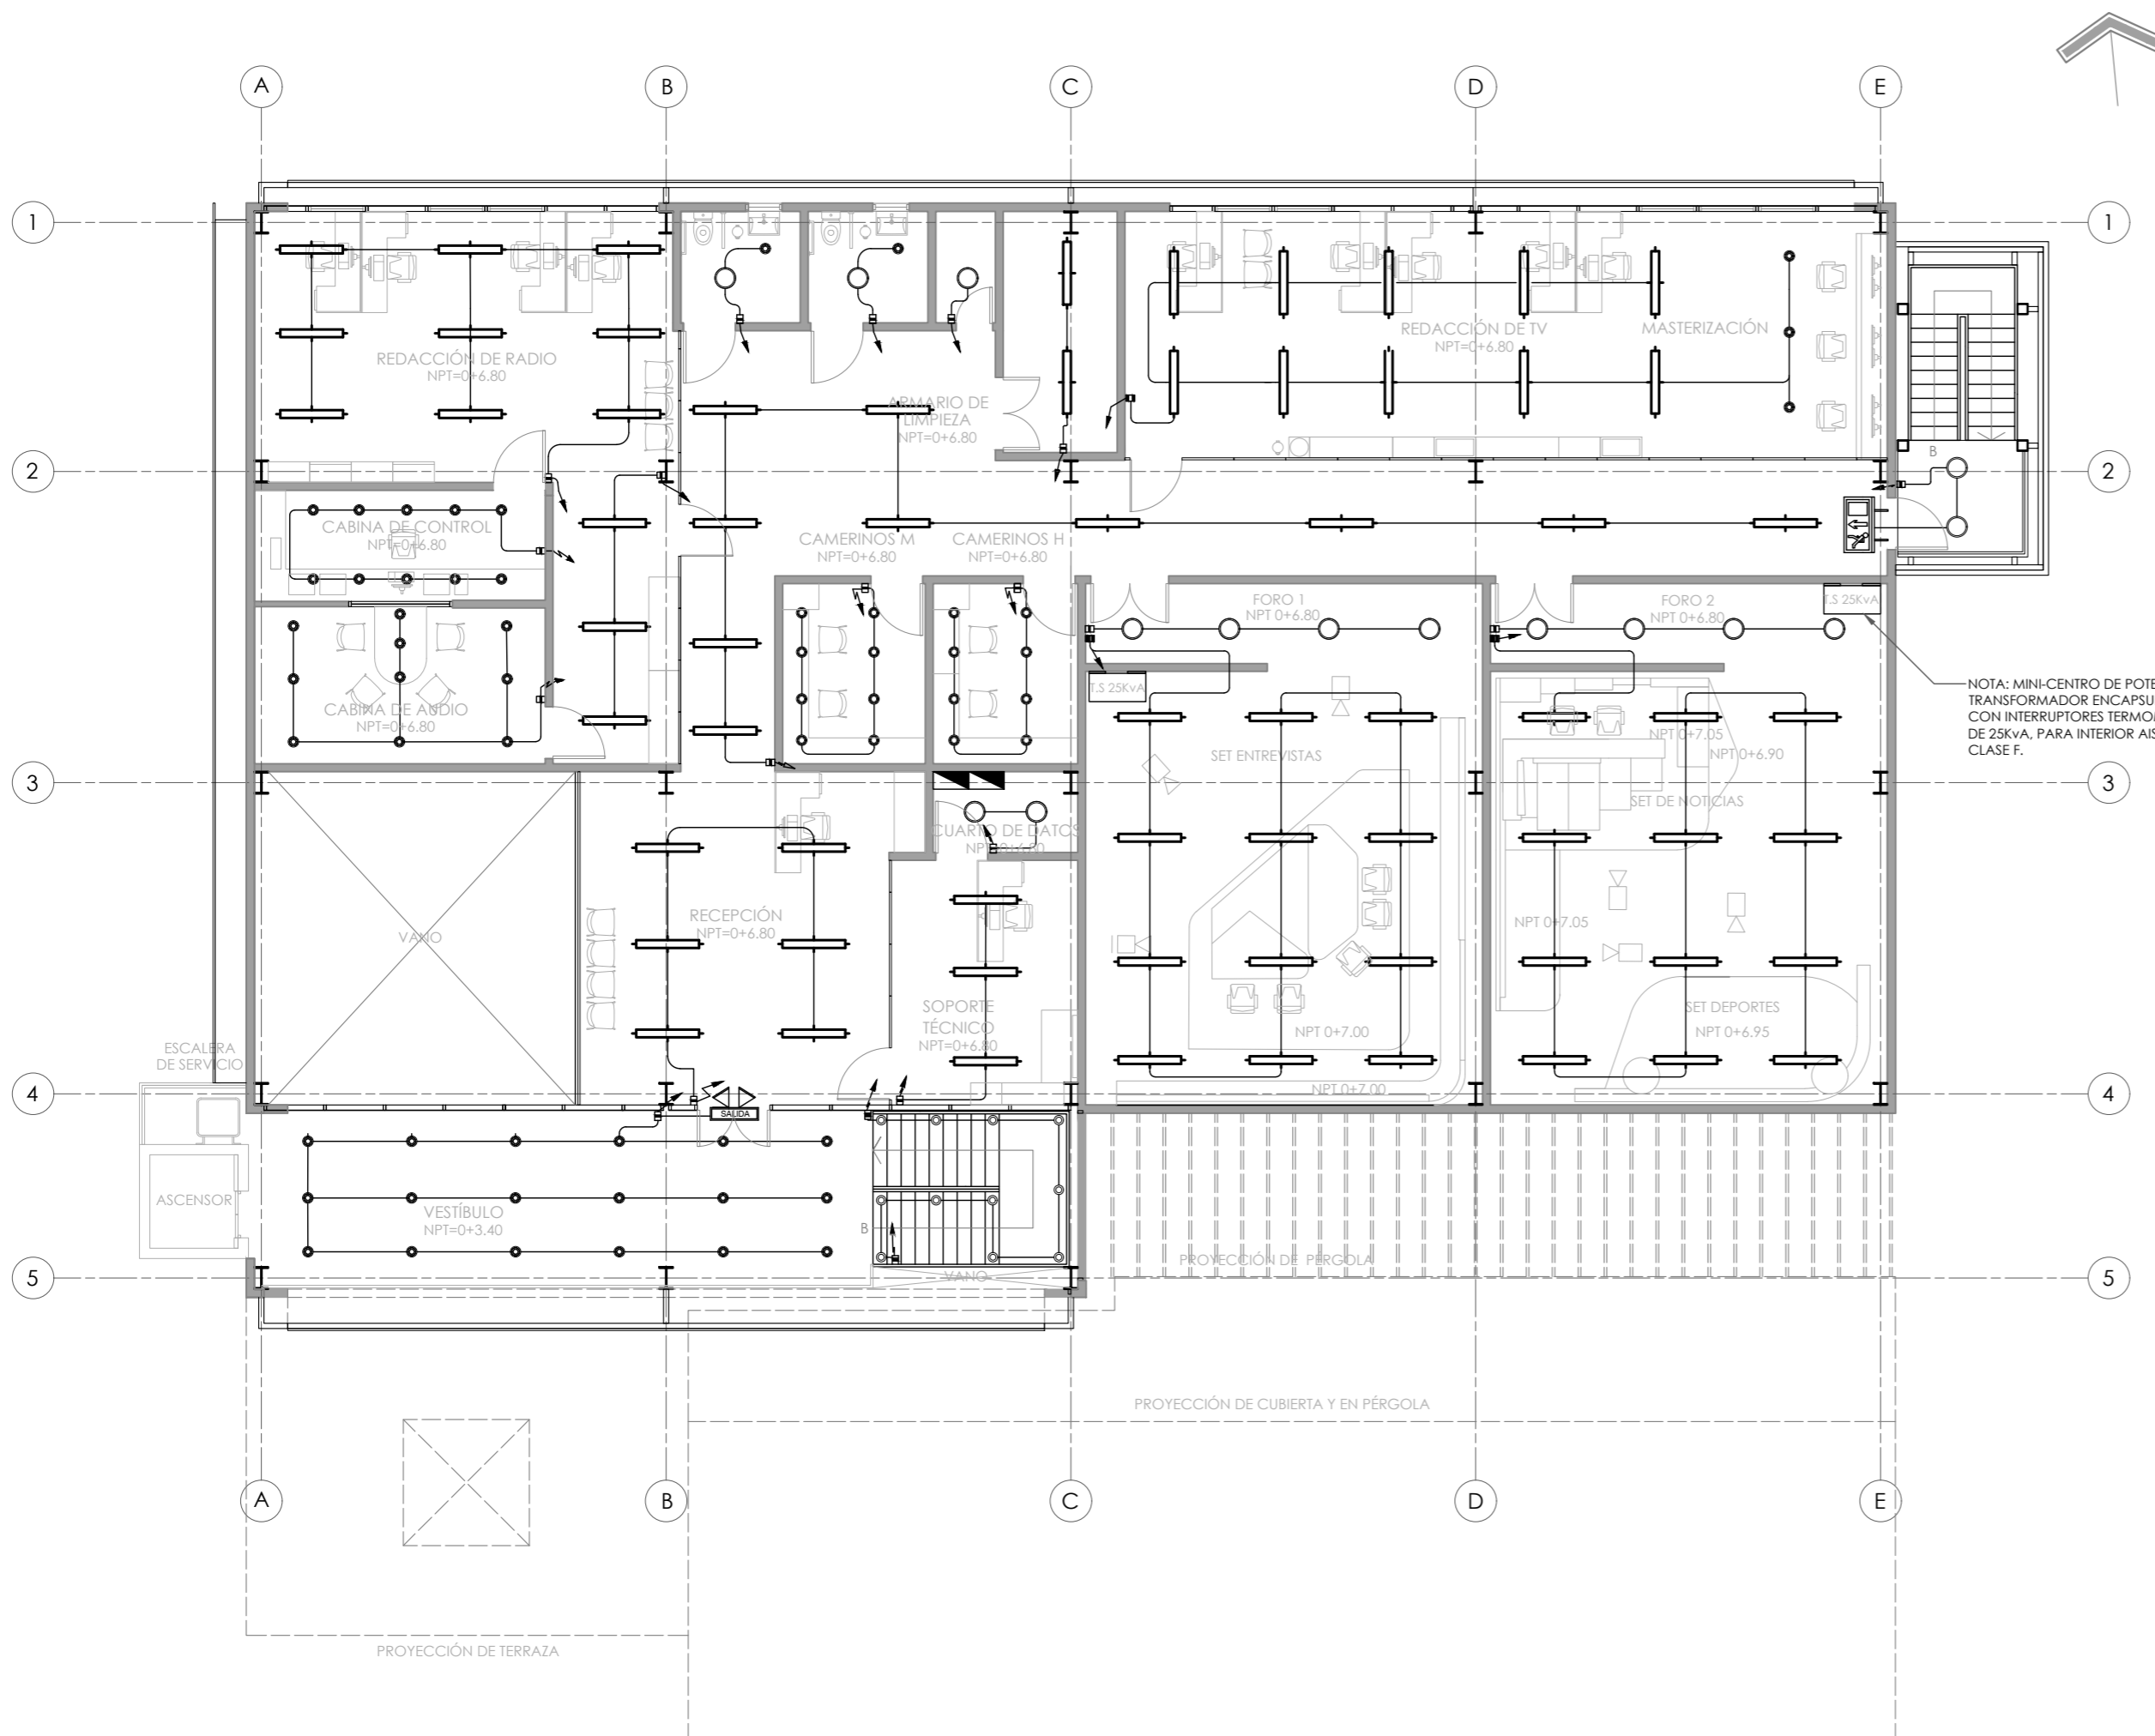 A
B
C
D
E
1
1
REDACCIÓN DE RADIO
NPT=0+6.80
REDACCIÓN DE TV
NPT=0+6.80
MASTERIZACIÓN
ARMARIO DE
LIMPIEZA
NPT=0+6.80
2
B
2
CABINA DE CONTROL
NPT=0+6.80
CAMERINOS M
NPT=0+6.80
CAMERINOS H
NPT=0+6.80
FORO 1
NPT 0+6.80
FORO 2
NPT 0+6.80
T.S 25KvA
T.S 25KvA
NOTA: MINI-CENTRO DE POTE
TRANSFORMADOR ENCAPSU
CON INTERRUPTORES TERMO
DE 25KvA, PARA INTERIOR AIS
CLASE F.
CABINA DE AUDIO
NPT=0+6.80
SET ENTREVISTAS
NPT 0+7.05
NPT 0+6.90
3
3
SET DE NOTICIAS
CUARTO DE DATOS
NPT=0+6.80
VANO
RECEPCIÓN
NPT=0+6.80
NPT 0+7.05
SOPORTE
TÉCNICO
NPT=0+6.80
SET DEPORTES
NPT 0+6.95
NPT 0+7.00
ESCALERA
DE SERVICIO
NPT 0+7.00
4
4
SALIDA
ASCENSOR
VESTÍBULO
NPT=0+3.40
B
PROYECCIÓN DE PÉRGOLA
VANO
5
5
PROYECCIÓN DE CUBIERTA Y EN PÉRGOLA
A
B
C
D
E
PROYECCIÓN DE TERRAZA